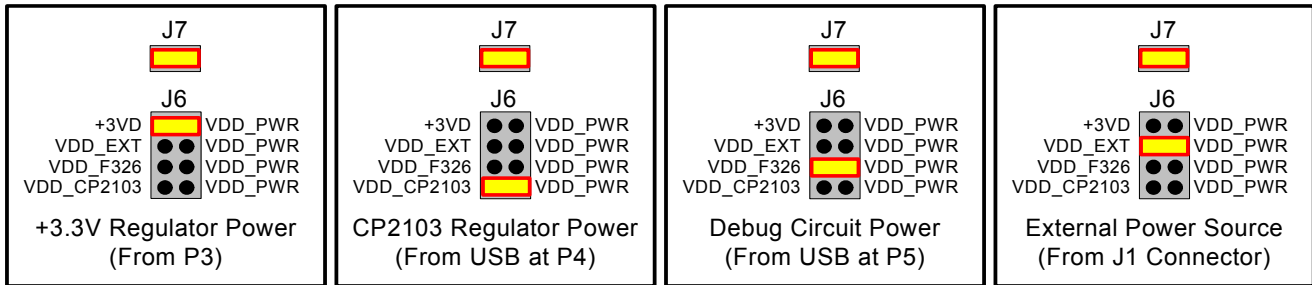 J7
J6
+3VD VDD_PWR
VDD_EXT VDD_PWR
VDD_F326 VDD_PWR
VDD_CP2103 VDD_PWR
+3.3V Regulator Power
(From P3)
J7
J6
+3VD VDD_PWR
VDD_EXT VDD_PWR
VDD_F326 VDD_PWR
VDD_CP2103 VDD_PWR
CP2103 Regulator Power
(From USB at P4)
J7
J6
+3VD VDD_PWR
VDD_EXT VDD_PWR
VDD_F326 VDD_PWR
VDD_CP2103 VDD_PWR
Debug Circuit Power
(From USB at P5)
J7
J6
+3VD VDD_PWR
VDD_EXT VDD_PWR
VDD_F326 VDD_PWR
VDD_CP2103 VDD_PWR
External Power Source
(From J1 Connector)